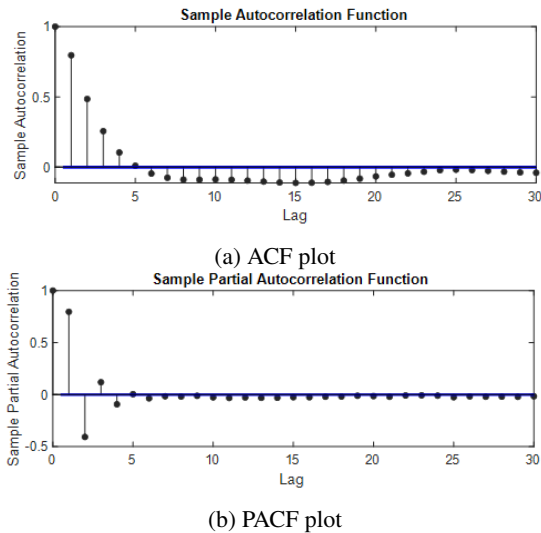 Sample Autocorrelation Function
Sample Autocorrelation
1
0.5
0
0 5 10 15 20 25 30
Lag
(a) ACF plot
Sample Partial Autocorrelation Function
Sample Partial Autocorrelation
1
0.5
0
-0.5
0 5 10 15 20 25 30
Lag
(b) PACF plot